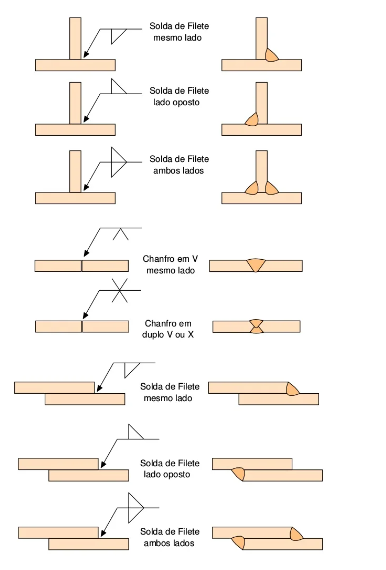 Solda de Filete
mesmo lado
Solda de Filete
lado oposto
Solda de Filete
ambos lados
Chanfro em V
mesmo lado
Chanfro em
duplo V ou X
Solda de Filete
mesmo lado
Solda de Filete
lado oposto
Solda de Filete
ambos lados